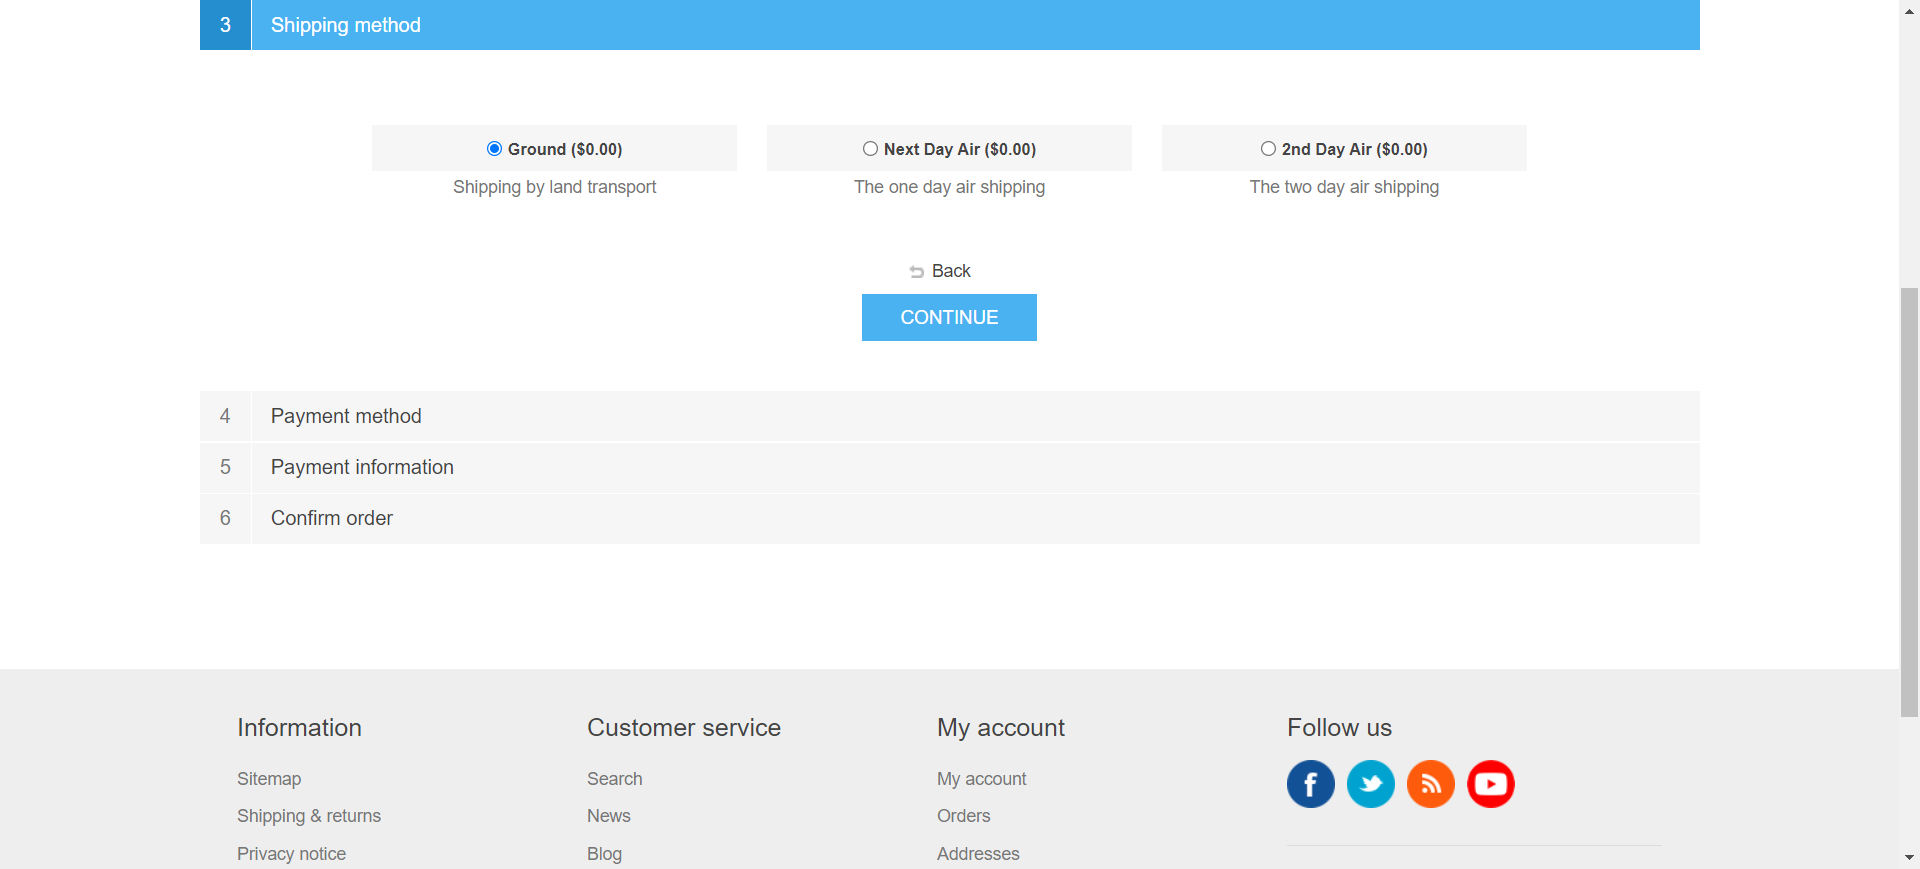 3 Shipping method
Ground ($0.00) Next Day Air ($0.00) 2nd Day Air ($0.00)
Shipping by land transport The one day air shipping The two day air shipping
Back
CONTINUE
4 Payment method
5 Payment information
6 Confirm order
Information Customer service My account Follow us
Sitemap Search My account
Shipping & returns News Orders
Privacy notice Blog Addresses